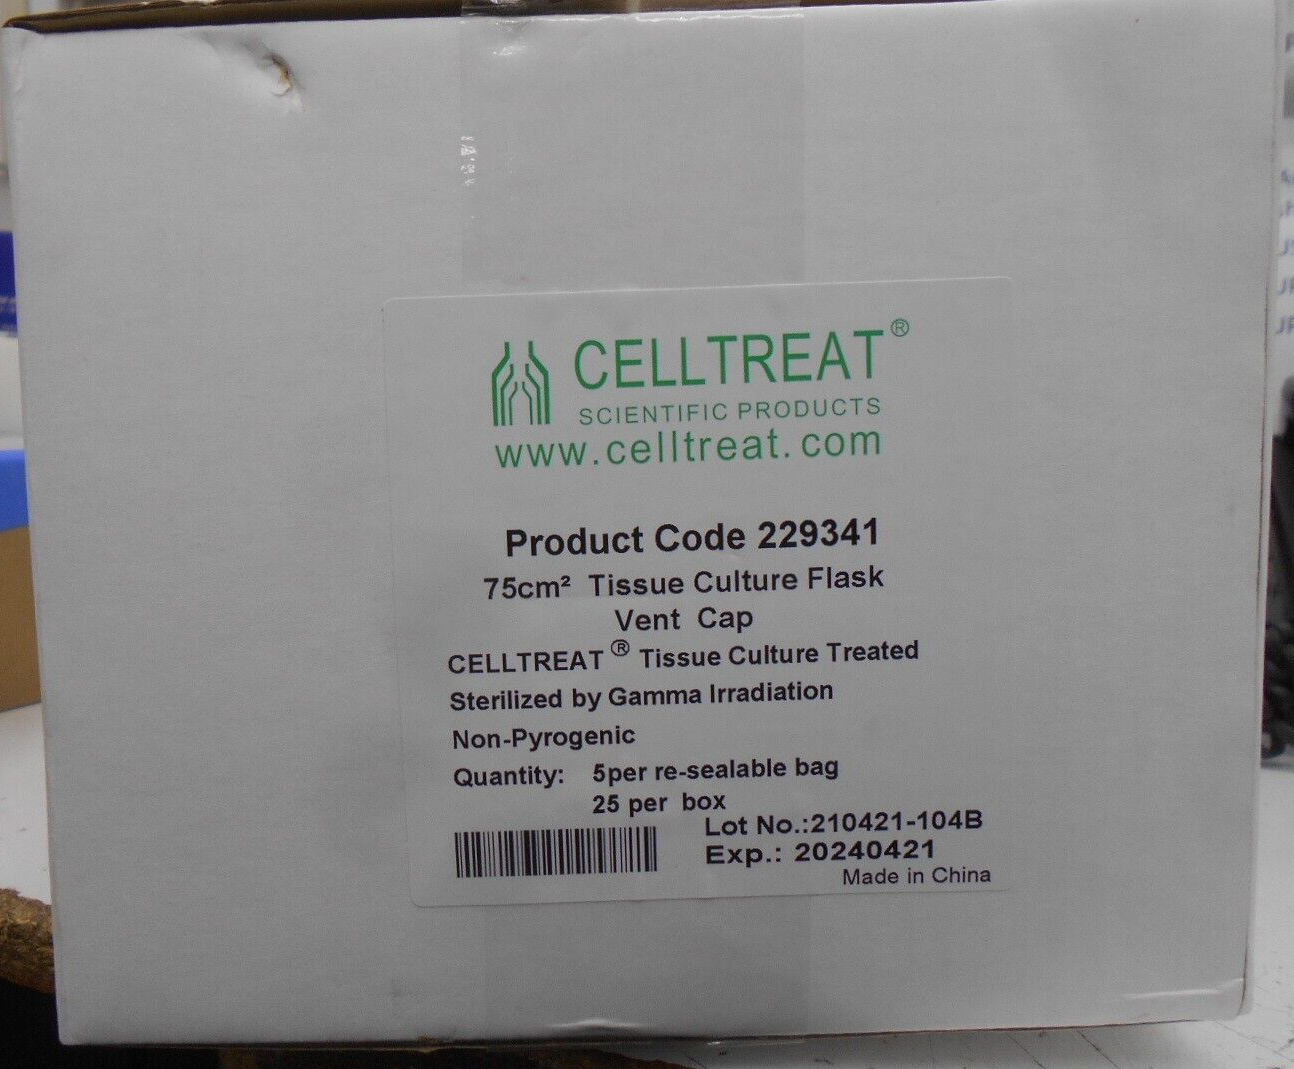 CELLTREAT®
SCIENTIFIC PRODUCTS
www.celltreat.com
Product Code 229341
75cm² Tissue Culture Flask
Vent Cap
CELLTREAT® Tissue Culture Treated
Sterilized by Gamma Irradiation
Non-Pyrogenic
Quantity: 5per re-sealable bag
25 per box
Lot No.:210421-104B
Exp.: 20240421
Made in China